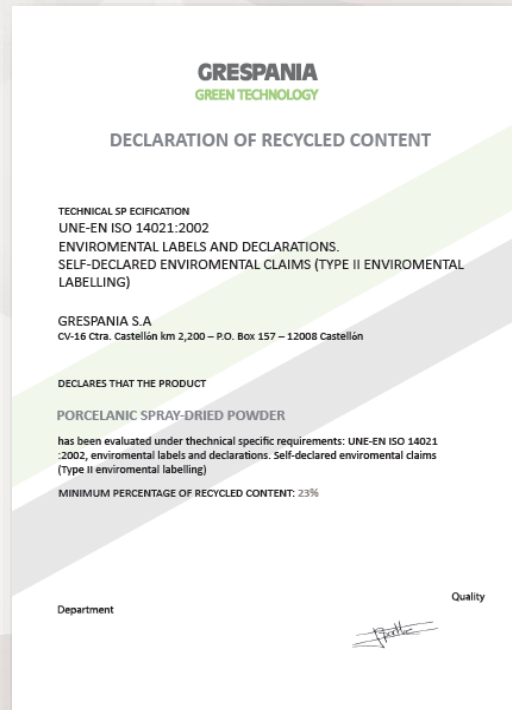 GRESPANIA
GREEN TECHNOLOGY
DECLARATION OF RECYCLED CONTENT
TECHNICAL SP ECIFICATION
UNE-EN ISO 14021:2002
ENVIROMENTAL LABELS AND DECLARATIONS.
SELF-DECLARED ENVIROMENTAL CLAIMS (TYPE II ENVIROMENTAL
LABELLING)
GRESPANIA S.A
CV-16 Ctra. Castellón km 2,200 – P.O. Box 157 – 12008 Castellón
DECLARES THAT THE PRODUCT
PORCELANIC SPRAY-DRIED POWDER
has been evaluated under thechnical specific requirements: UNE-EN ISO 14021
:2002, enviromental labels and declarations. Self-declared enviromental claims
(Type II enviromental labelling)
MINIMUM PERCENTAGE OF RECYCLED CONTENT: 23%
Quality
Department